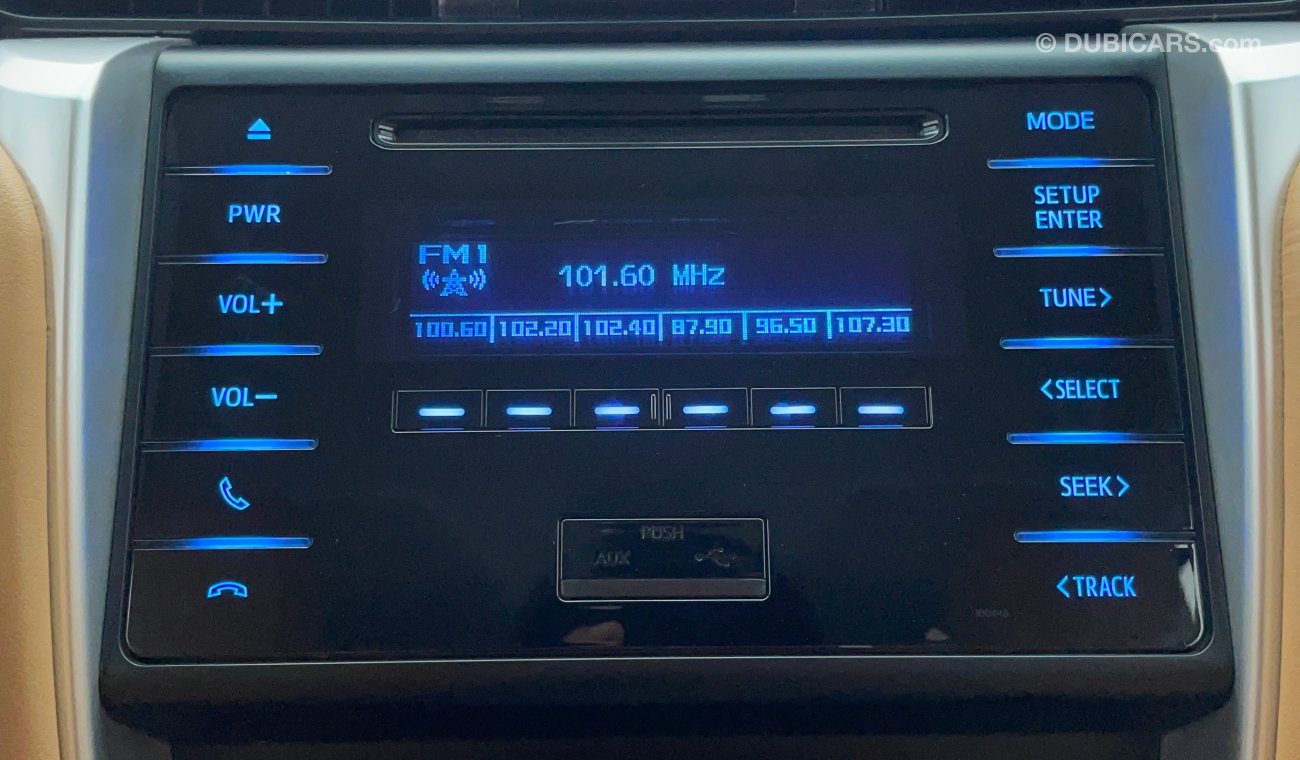 © DUBICARS.com
MODE
PWR
SETUP
ENTER
FM1
101.60 MHz
VOL+
TUNE>
100.60 102.20 102.40 87.90 96.50 107.30
VOL-
<SELECT
SEEK>
PUSH
AUX
<TRACK